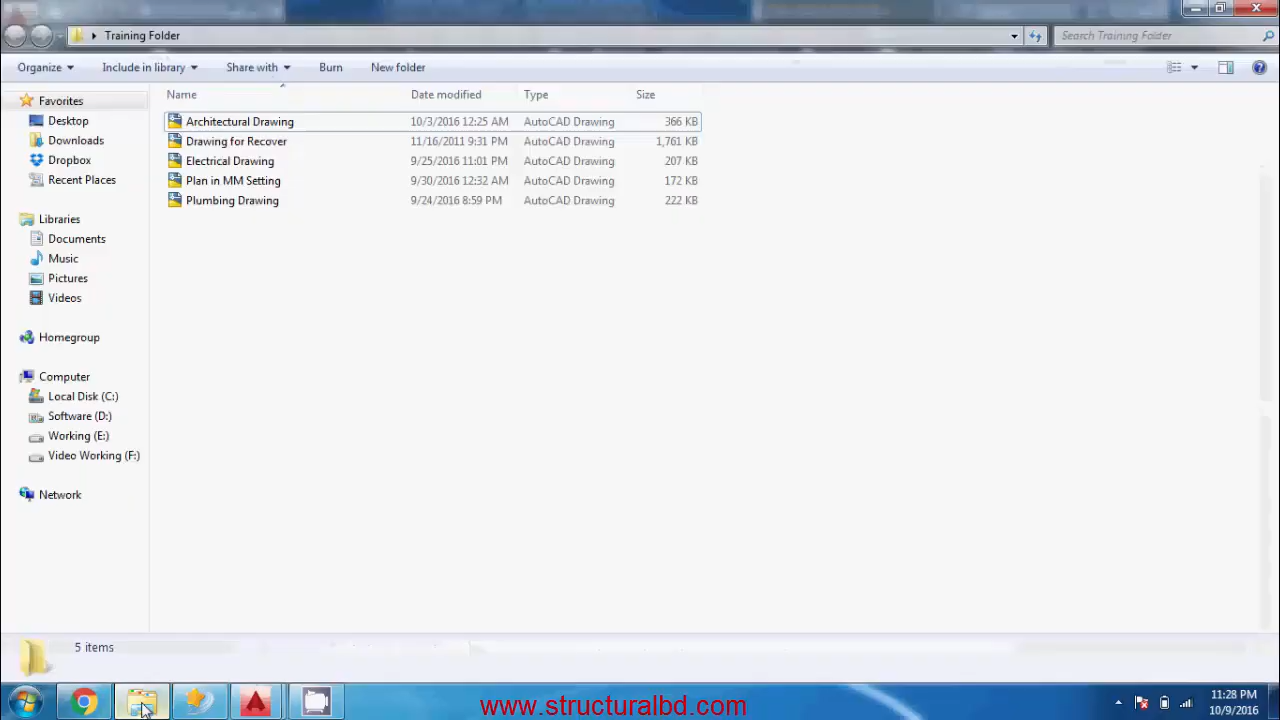 Training Folder
Search Training Folder
Organize Include in library Share with Burn New folder
Name Date modified Type Size
Favorites
Desktop
Downloads
Dropbox
Recent Places
Libraries
Documents
Music
Pictures
Videos
Homegroup
Computer
Local Disk (C:)
Software (D:)
Working (E:)
Video Working (F:)
Network
Architectural Drawing 10/3/2016 12:25 AM AutoCAD Drawing 366 KB
Drawing for Recover 11/16/2011 9:31 PM AutoCAD Drawing 1,761 KB
Electrical Drawing 9/25/2016 11:01 PM AutoCAD Drawing 207 KB
Plan in MM Setting 9/30/2016 12:32 AM AutoCAD Drawing 172 KB
Plumbing Drawing 9/24/2016 8:59 PM AutoCAD Drawing 222 KB
5 items
www.structuralbd.com
11:28 PM
10/9/2016